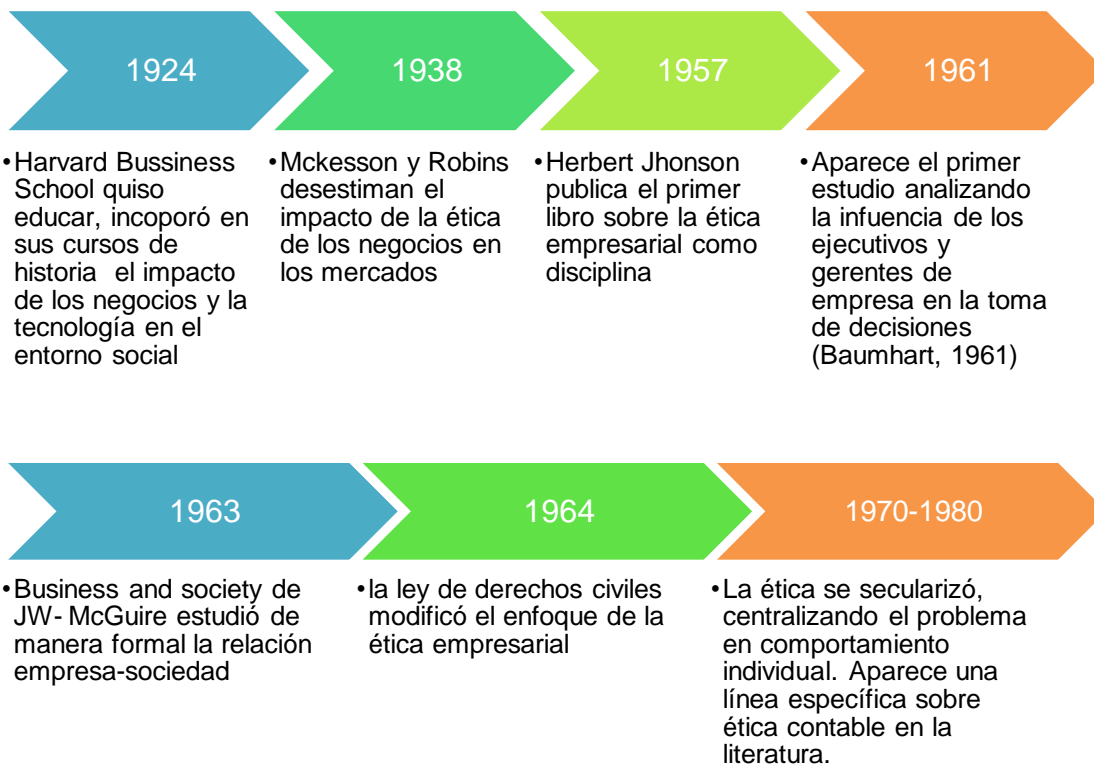 1924
1938
1957
1961
•Harvard Bussiness
School quiso
educar, incoporó en
sus cursos de
historia el impacto
de los negocios y la
tecnología en el
entorno social
•Mckesson y Robins
desestiman el
impacto de la ética
de los negocios en
los mercados
•Herbert Jhonson
publica el primer
libro sobre la ética
empresarial como
disciplina
•Aparece el primer
estudio analizando
la infuencia de los
ejecutivos y
gerentes de
empresa en la toma
de decisiones
(Baumhart, 1961)
1963
1964
1970-1980
•Business and society de
JW- McGuire estudió de
manera formal la relación
empresa-sociedad
•la ley de derechos civiles
modificó el enfoque de la
ética empresarial
•La ética se secularizó,
centralizando el problema
en comportamiento
individual. Aparece una
línea específica sobre
ética contable en la
literatura.